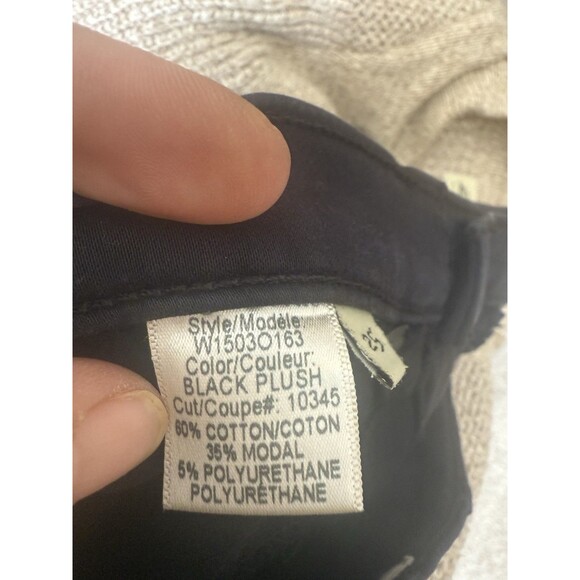 Style/Modèle:
W1503O163
Color/Couleur:
BLACK PLUSH
Cut/Coupe#: 10345
60% COTTON/COTON
35% MODAL
5% POLYURETHANE
POLYURÉTHANE